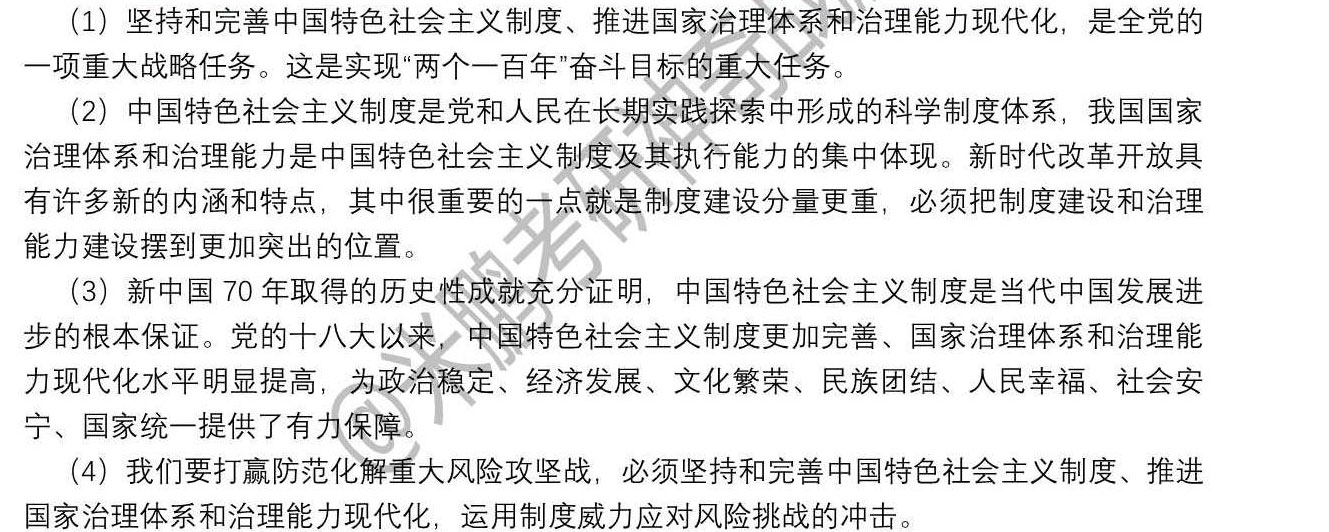 （1）坚持和完善中国特色社会主义制度、推进国家治理体系和治理能力现代化，是全党的
一项重大战略任务。这是实现“两个一百年”奋斗目标的重大任务。
（2）中国特色社会主义制度是党和人民在长期实践探索中形成的科学制度体系，我国国家
治理体系和治理能力是中国特色社会主义制度及其执行能力的集中体现。新时代改革开放具
有许多新的内涵和特点，其中很重要的一点就是制度建设分量更重，必须把制度建设和治理
能力建设摆到更加突出的位置。
（3）新中国 70 年取得的历史性成就充分证明，中国特色社会主义制度是当代中国发展进
步的根本保证。党的十八大以来，中国特色社会主义制度更加完善、国家治理体系和治理能
力现代化水平明显提高，为政治稳定、经济发展、文化繁荣、民族团结、人民幸福、社会安
宁、国家统一提供了有力保障。
（4）我们要打赢防范化解重大风险攻坚战，必须坚持和完善中国特色社会主义制度、推进
国家治理体系和治理能力现代化，运用制度威力应对风险挑战的冲击。
@米鹏考研神奇